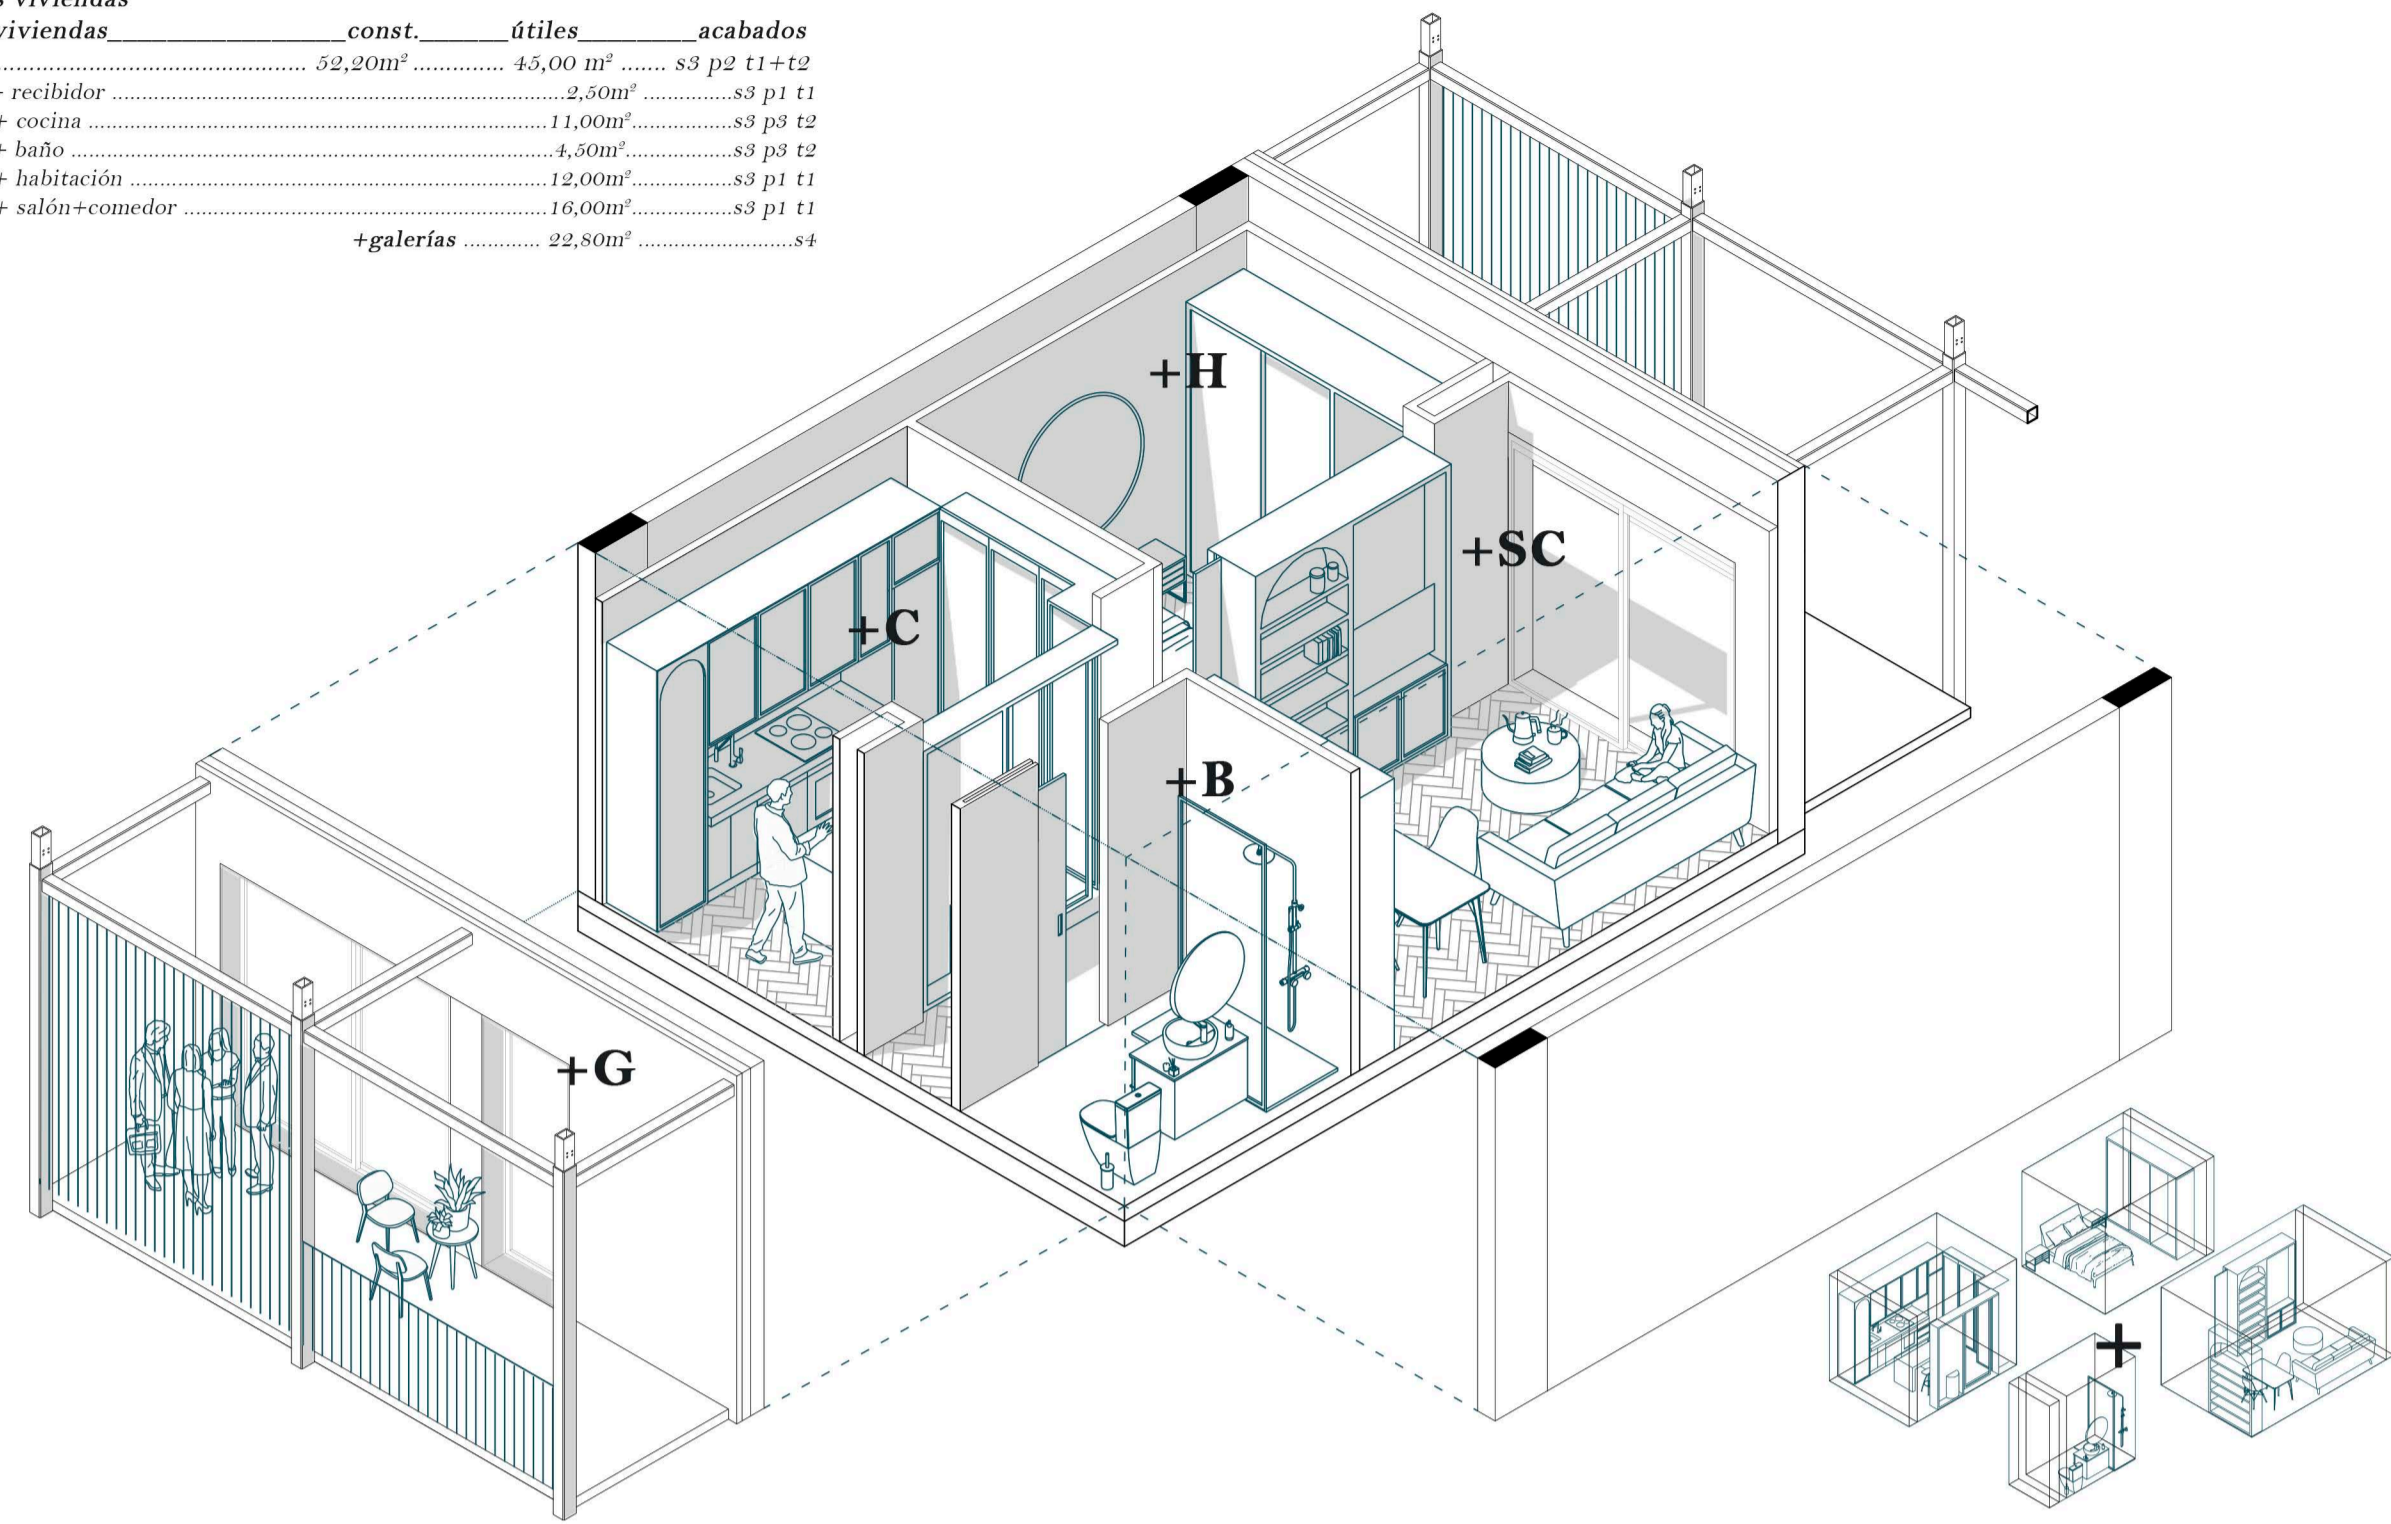 s viviendas
viviendas________________const.______útiles________acabados
............................................. 52,20m² ............. 45,00 m² ....... s3 p2 t1+t2
+ recibidor .................................................................2,50m² ..............s3 p1 t1
+ cocina .................................................................11,00m²...............s3 p3 t2
+ baño .....................................................................4,50m²...............s3 p3 t2
+ habitación ...........................................................12,00m²...............s3 p1 t1
+ salón+comedor ...................................................16,00m²...............s3 p1 t1
+galerías ............. 22,80m² .........................s4
+H
+SC
+C
+B
+G
+